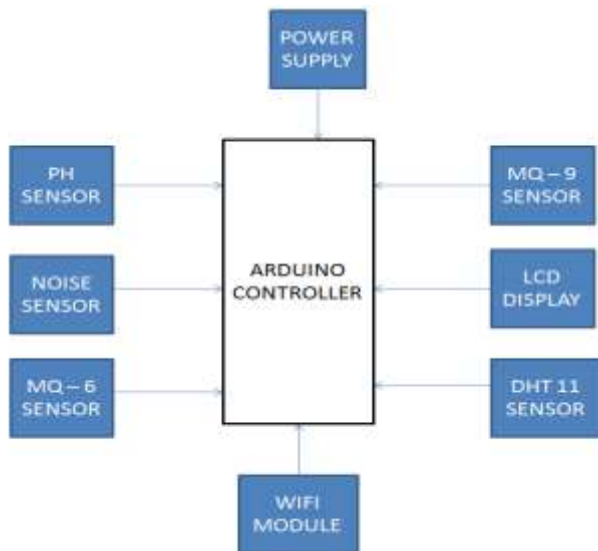 POWER
SUPPLY
PH
SENSOR
MQ – 9
SENSOR
NOISE
SENSOR
ARDUINO
CONTROLLER
LCD
DISPLAY
MQ – 6
SENSOR
DHT 11
SENSOR
WIFI
MODULE